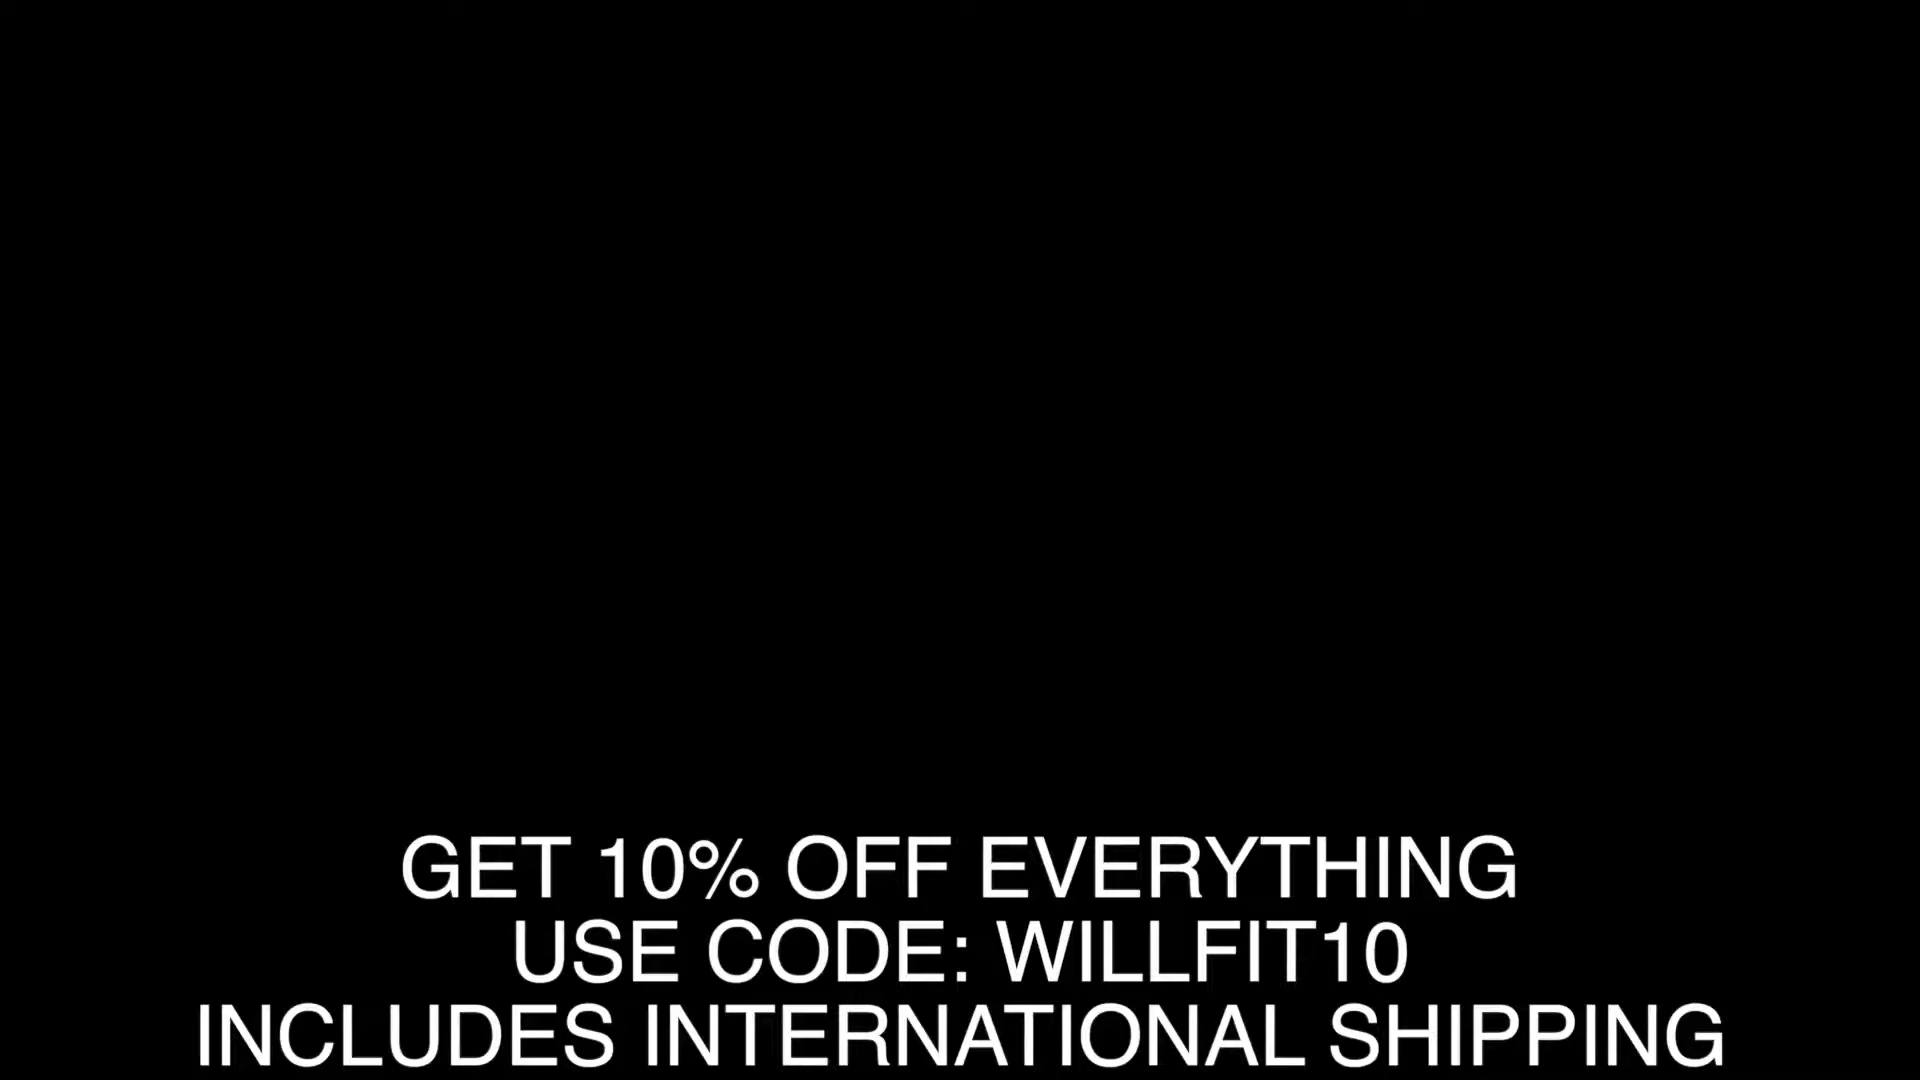 GET 10% OFF EVERYTHING
USE CODE: WILLFIT10
INCLUDES INTERNATIONAL SHIPPING